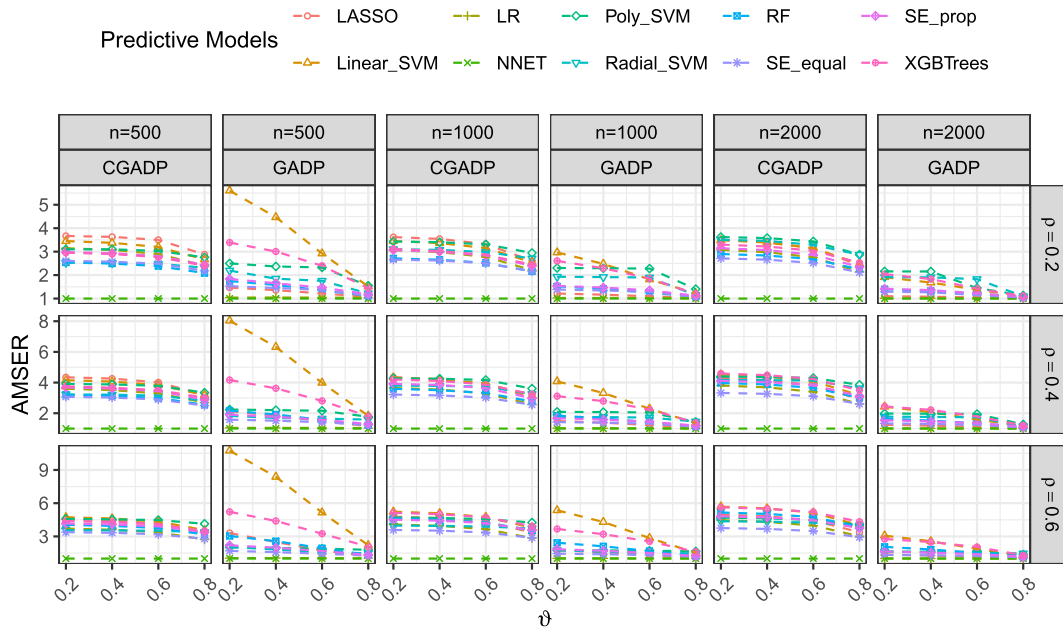 Predictive Models
LASSO LR Poly_SVM RF SE_prop
Linear_SVM NNET Radial_SVM SE_equal XGBTrees
n=500 n=500 n=1000 n=1000 n=2000 n=2000
CGADP GADP CGADP GADP CGADP GADP
AMSER
5
4
3
2
1
ρ = 0.2
8
6
4
2
ρ = 0.4
9
6
3
ρ = 0.6
0.2 0.4 0.6 0.8 0.2 0.4 0.6 0.8 0.2 0.4 0.6 0.8 0.2 0.4 0.6 0.8 0.2 0.4 0.6 0.8 0.2 0.4 0.6 0.8
ϑ